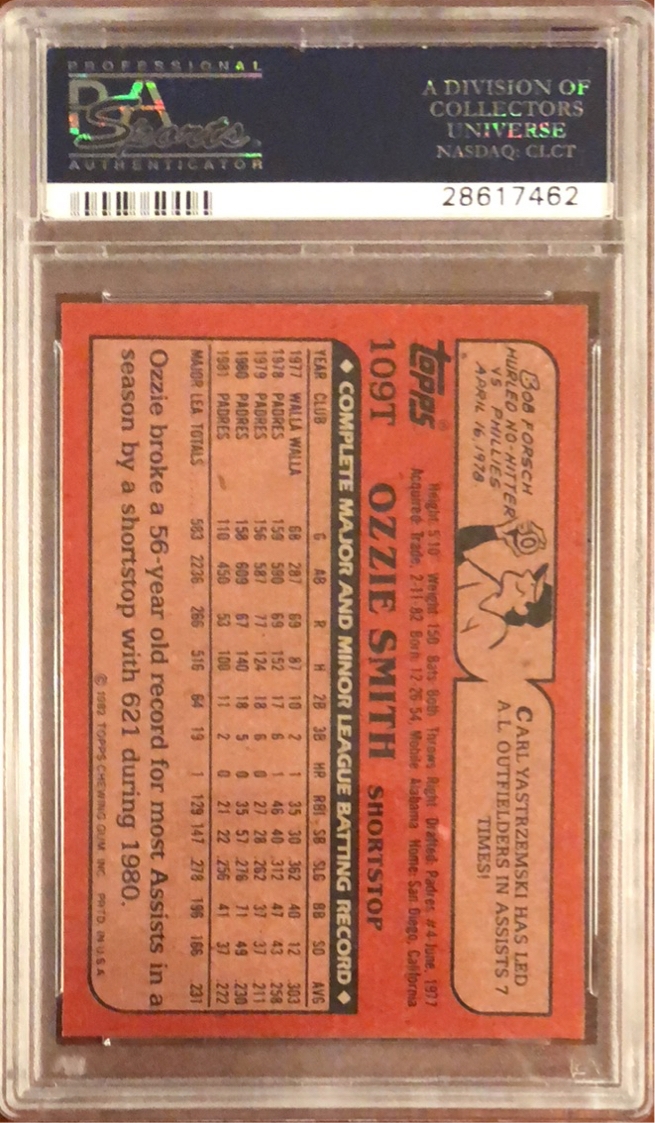 PROFESSIONAL
PSA
Sports
AUTHENTICATOR
A DIVISION OF
COLLECTORS
UNIVERSE
NASDAQ: CLCT
28617462
BOB FORSCH
HURLED NO-HITTER
VS PHILLIES
APRIL 16, 1978
CARL YASTRZEMSKI HAS LED
A.L. OUTFIELDERS IN ASSISTS 7
TIMES!
topps®
Height: 5'10" Weight: 150 Bats: Both Throws: Right Drafted: Padres #4 June, 1977
Acquired: Trade, 2-11-82 Born: 12-26-54, Mobile, Alabama Home: San Diego, California
109T OZZIE SMITH SHORTSTOP
◆ COMPLETE MAJOR AND MINOR LEAGUE BATTING RECORD ◆
YEAR CLUB G AB R H 2B 3B HR RBI SB SLG BB SO AVG
1977 WALLA WALLA 68 287 69 87 10 2 1 35 30 .362 40 12 .303
1978 PADRES 159 590 69 152 17 6 1 46 40 .312 47 43 .258
1979 PADRES 156 587 77 124 18 6 0 27 28 .262 37 37 .211
1980 PADRES 158 609 67 140 18 5 0 35 57 .276 71 49 .230
1981 PADRES 110 450 53 100 11 2 0 21 22 .256 41 37 .222
MAJOR LEA. TOTALS 583 2236 266 516 64 19 1 129 147 .278 196 166 .231
Ozzie broke a 56-year old record for most Assists in a
season by a shortstop with 621 during 1980.
© 1982 TOPPS CHEWING GUM, INC. PRTD. IN U.S.A.